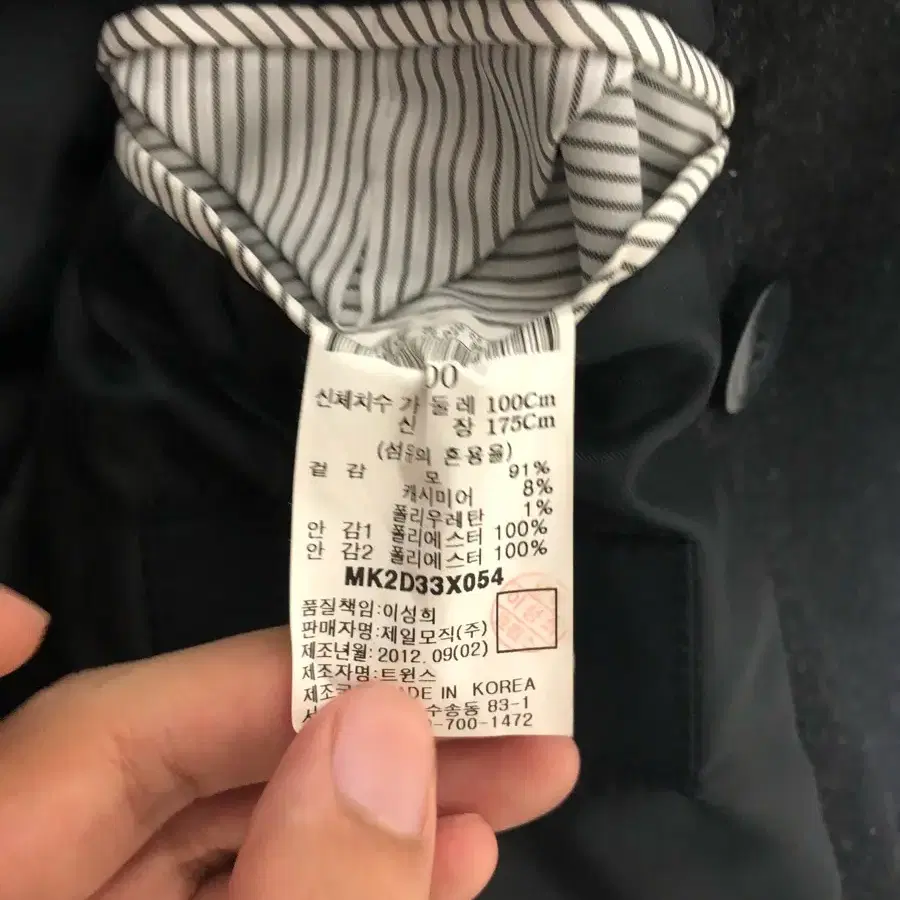 00
신체치수 가 둘레 100Cm
신 장 175Cm
(섬유의 혼용율)
겉 감 모 91%
캐시미어 8%
폴리우레탄 1%
안 감1 폴리에스터 100%
안 감2 폴리에스터 100%
MK2D33X054
품질책임:이성희
판매자명:제일모직(주)
제조년월: 2012. 09(02)
제조자명:트윈스
제조국 MADE IN KOREA
수송동 83-1
-700-1472